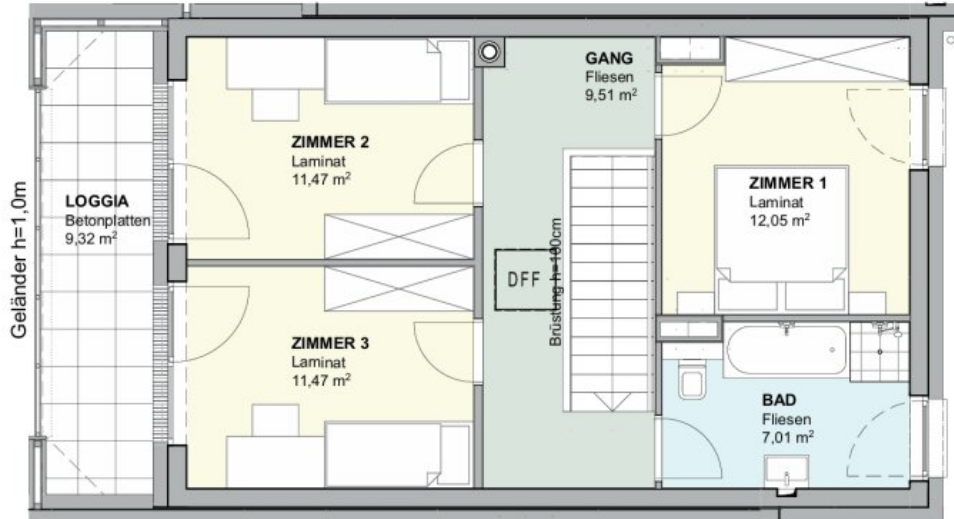 GANG
Fliesen
9,51 m²
ZIMMER 2
Laminat
11,47 m²
ZIMMER 1
Laminat
12,05 m²
LOGGIA
Betonplatten
9,32 m²
Geländer h=1,0m
DFF
Brüstung h=100cm
ZIMMER 3
Laminat
11,47 m²
BAD
Fliesen
7,01 m²